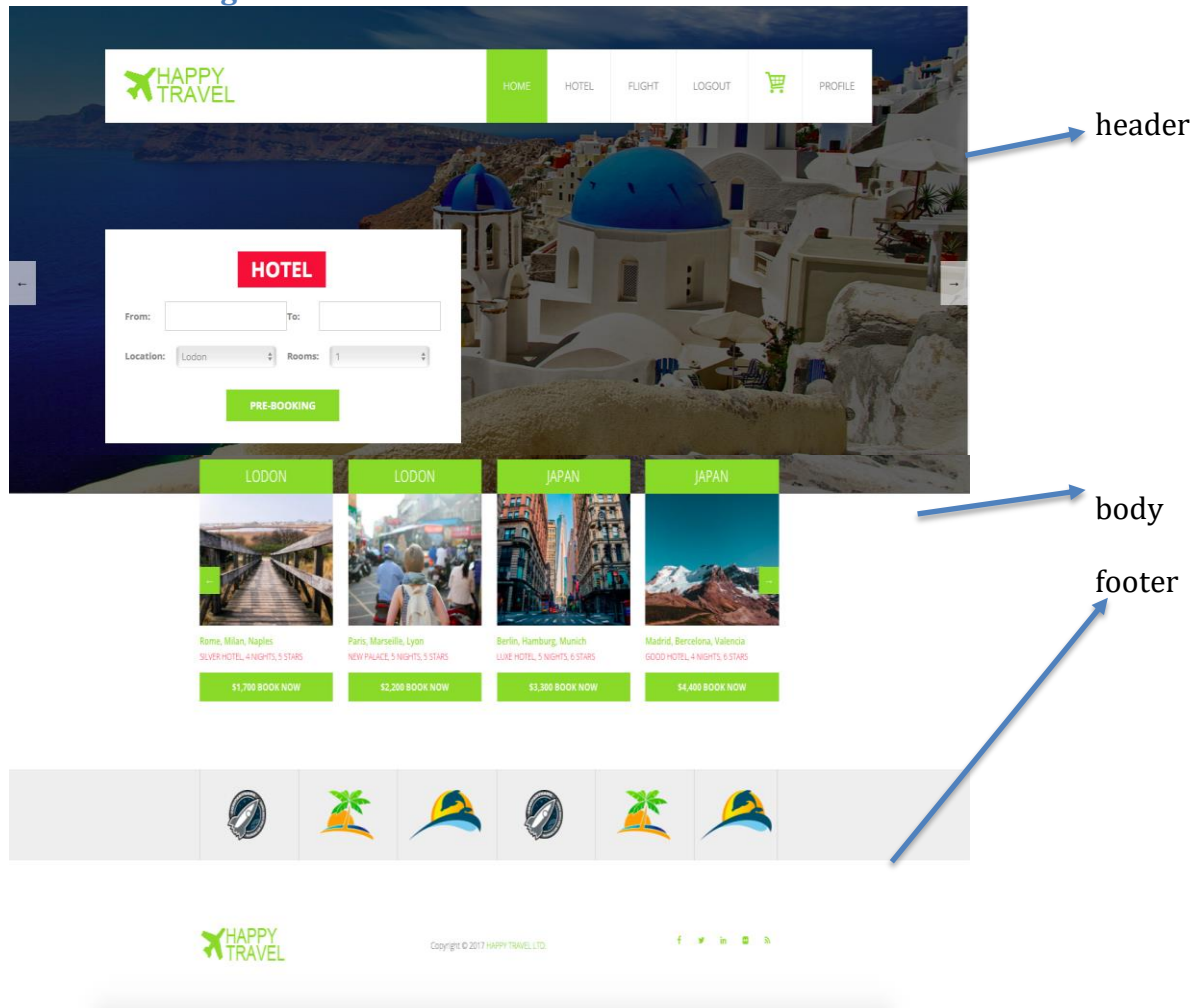 HAPPY
TRAVEL
HOME HOTEL FLIGHT LOGOUT PROFILE
header
HOTEL
←
→
From: To:
Location: Lodon Rooms: 1
PRE-BOOKING
LODON LODON JAPAN JAPAN
body
footer
← →
Rome, Milan, Naples Paris, Marseille, Lyon Berlin, Hamburg, Munich Madrid, Bercelona, Valencia
SILVER HOTEL, 4 NIGHTS, 5 STARS NEW PALACE, 5 NIGHTS, 5 STARS LUXE HOTEL, 5 NIGHTS, 6 STARS GOOD HOTEL, 4 NIGHTS, 6 STARS
$1,700 BOOK NOW $2,200 BOOK NOW $3,300 BOOK NOW $4,400 BOOK NOW
HAPPY
TRAVEL
Copyright © 2017 HAPPY TRAVEL LTD.